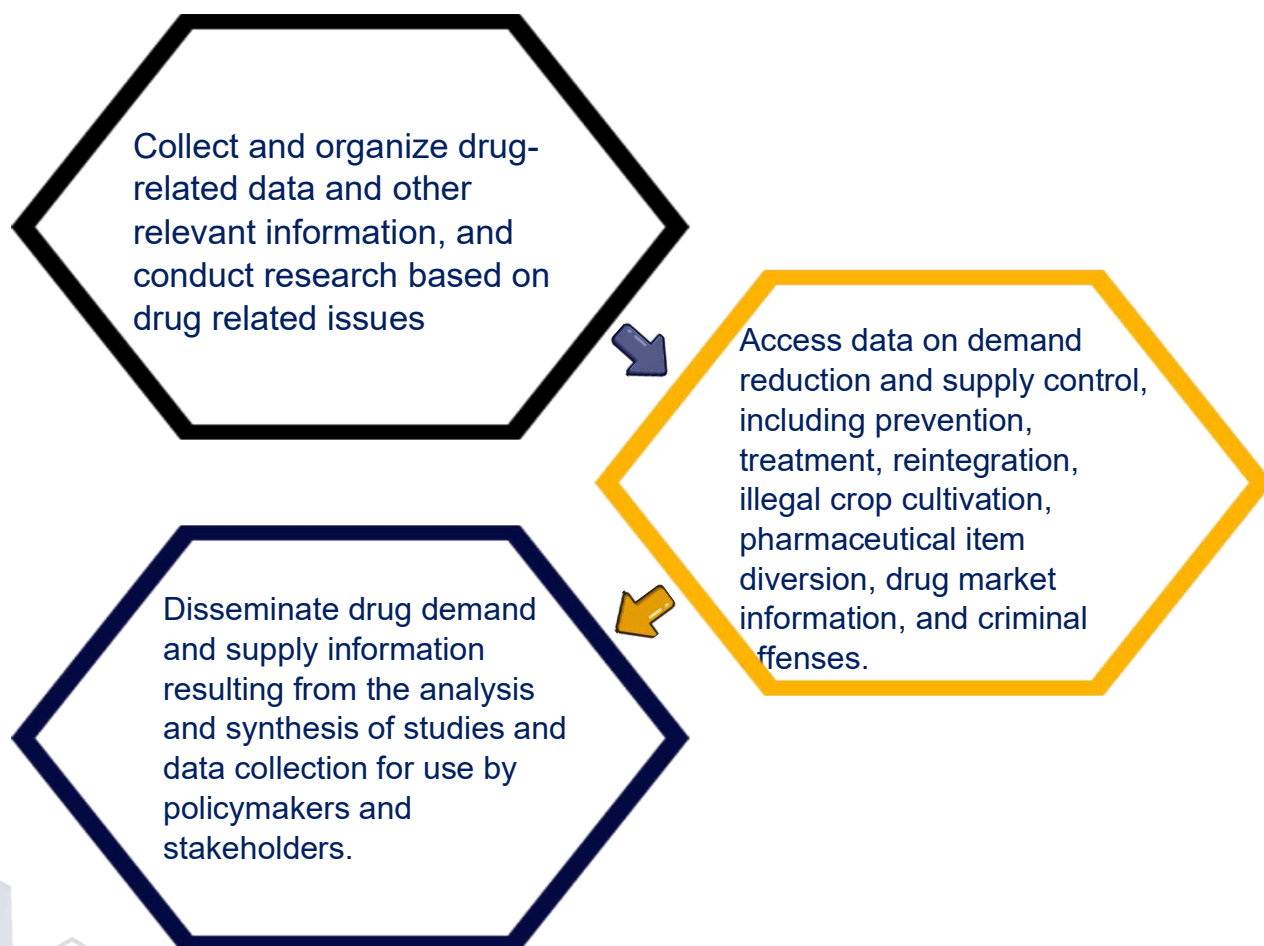 Collect and organize drug-
related data and other
relevant information, and
conduct research based on
drug related issues
Access data on demand
reduction and supply control,
including prevention,
treatment, reintegration,
illegal crop cultivation,
pharmaceutical item
diversion, drug market
information, and criminal
ffenses.
Disseminate drug demand
and supply information
resulting from the analysis
and synthesis of studies and
data collection for use by
policymakers and
stakeholders.